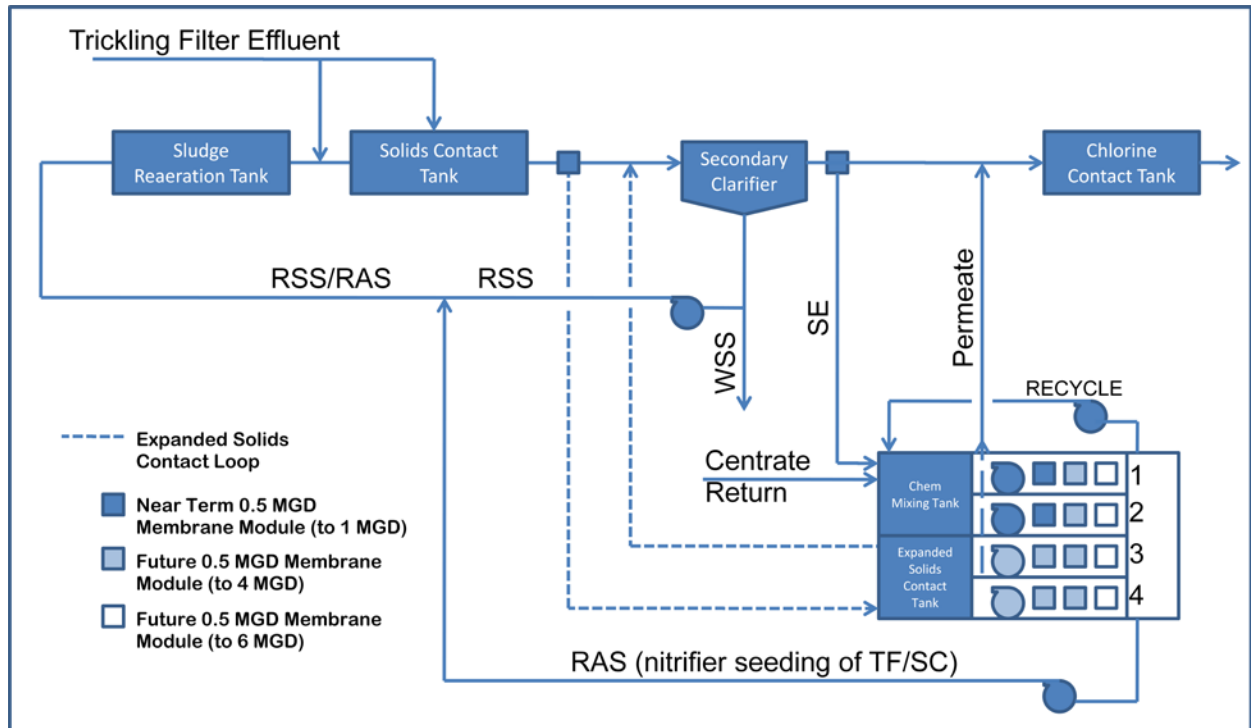 Trickling Filter Effluent
Sludge
Reaeration Tank
Solids Contact
Tank
Secondary
Clarifier
Chlorine
Contact Tank
RSS/RAS
RSS
WSS
SE
Permeate
RECYCLE
Expanded Solids
Contact Loop
Near Term 0.5 MGD
Membrane Module (to 1 MGD)
Future 0.5 MGD Membrane
Module (to 4 MGD)
Future 0.5 MGD Membrane
Module (to 6 MGD)
Centrate
Return
Chem
Mixing Tank
Expanded
Solids
Contact
Tank
1
2
3
4
RAS (nitrifier seeding of TF/SC)